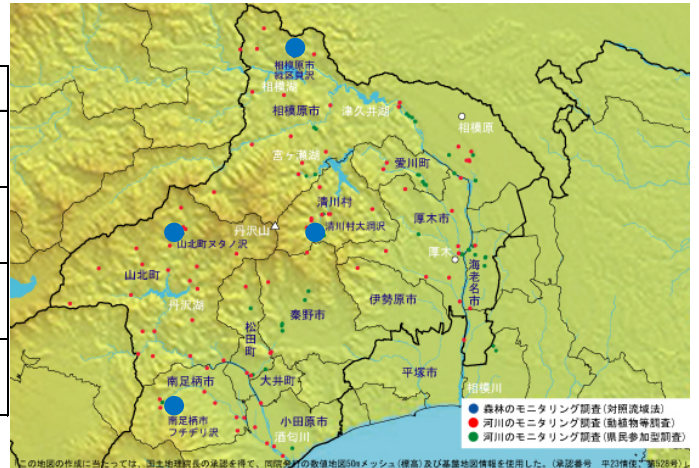 相模原市
緑区貝沢
相模湖
相模原市
津久井湖
相模原
宮ヶ瀬湖
愛川町
清川村
厚木市
丹沢山
清川村大洞沢
山北町ヌタノ沢
厚木
海老名市
山北町
伊勢原市
丹沢湖
秦野市
松田町
平塚市
南足柄市
大井町
相模川
南足柄市
フチヂリ沢
小田原市
酒匂川
森林のモニタリング調査(対照流域法)
河川のモニタリング調査(動植物等調査)
河川のモニタリング調査(県民参加型調査)
この地図の作成に当たっては、国土地理院長の承認を得て、同院発行の数値地図50mメッシュ(標高)及び基盤地図情報を使用した。(承認番号 平23情使、第528号)